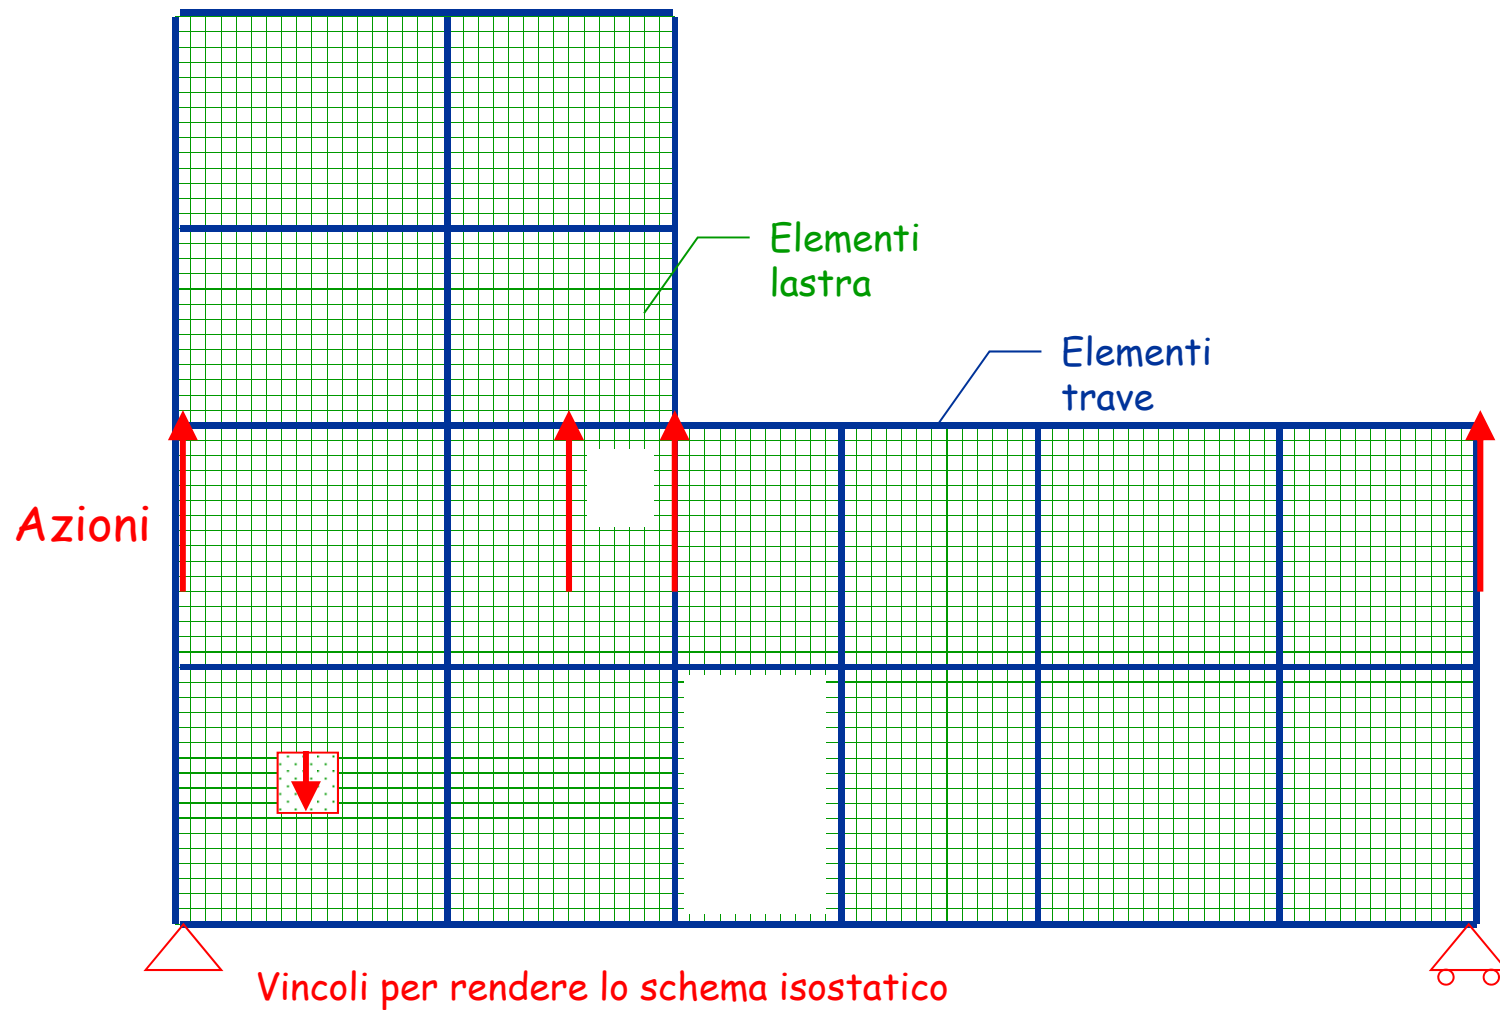 Elementi
lastra
Elementi
trave
Azioni
Vincoli per rendere lo schema isostatico